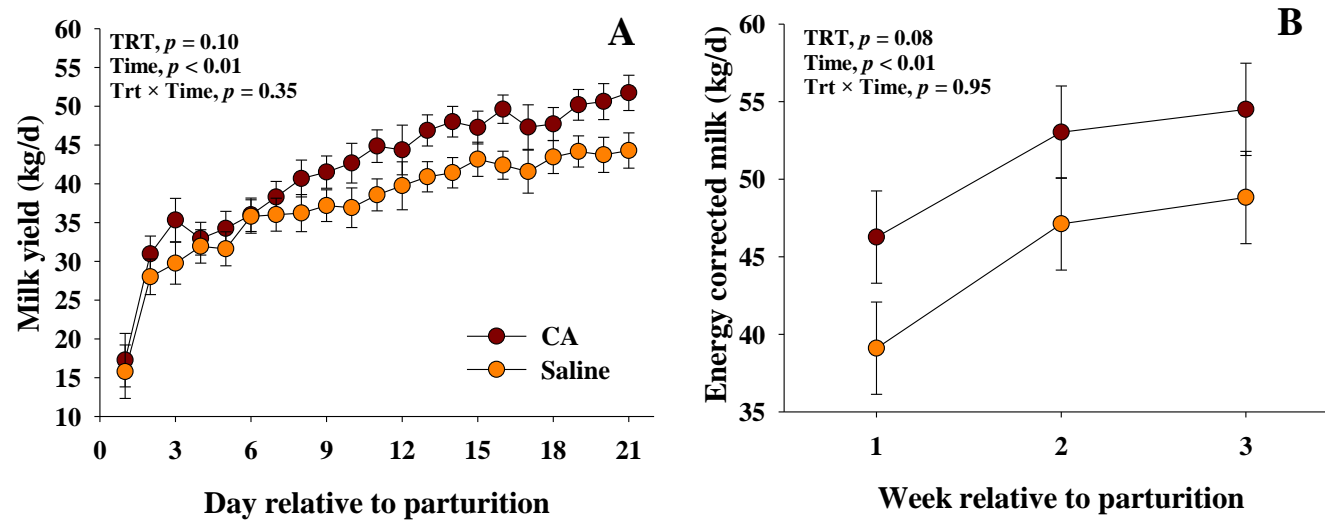 A
TRT, p = 0.10
Time, p < 0.01
Trt × Time, p = 0.35
Milk yield (kg/d)
60
55
50
45
40
35
30
25
20
15
10
CA
Saline
0 3 6 9 12 15 18 21
Day relative to parturition
B
TRT, p = 0.08
Time, p < 0.01
Trt × Time, p = 0.95
Energy corrected milk (kg/d)
60
55
50
45
40
35
1 2 3
Week relative to parturition